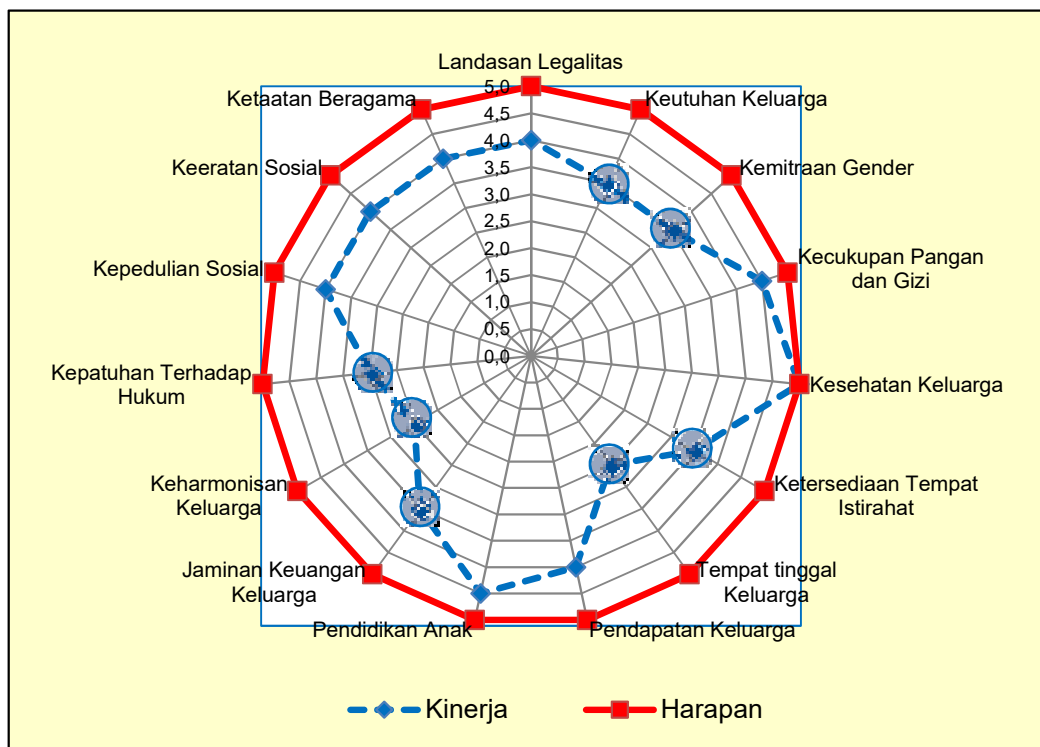 Landasan Legalitas
Keutuhan Keluarga
Kemitraan Gender
Kecukupan Pangan
dan Gizi
Kesehatan Keluarga
Ketersediaan Tempat
Istirahat
Tempat tinggal
Keluarga
Pendapatan Keluarga
Pendidikan Anak
Jaminan Keuangan
Keluarga
Keharmonisan
Keluarga
Kepatuhan Terhadap
Hukum
Kepedulian Sosial
Keeratan Sosial
Ketaatan Beragama
5,0
4,5
4,0
3,5
3,0
2,5
2,0
1,5
1,0
0,5
0,0
Kinerja
Harapan